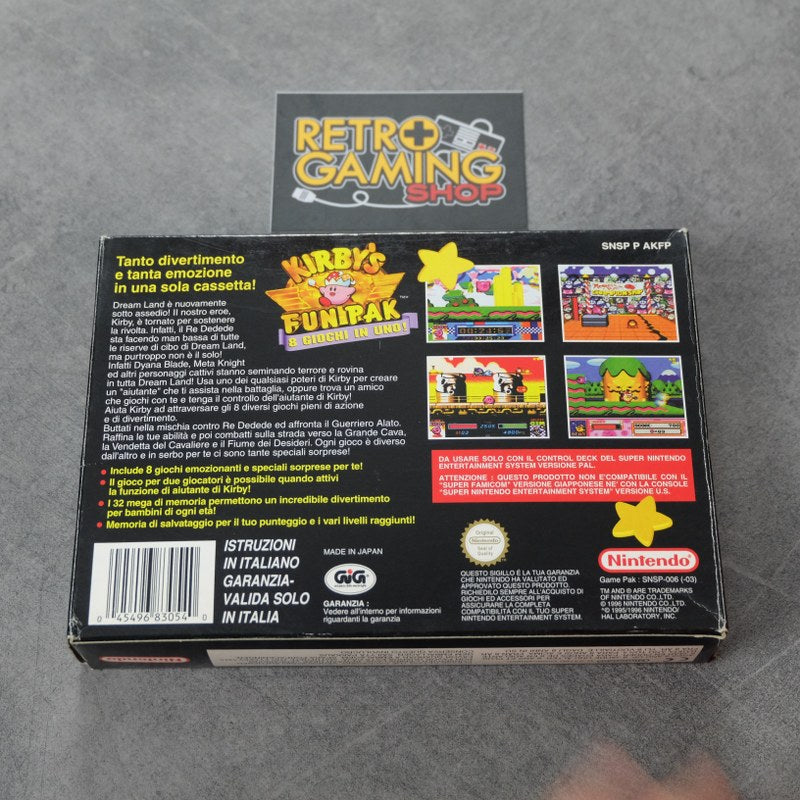 RETRO
GAMING
SHOP
SNSP P AKFP
Tanto divertimento
e tanta emozione
in una sola cassetta!
KIRBY'S
FUN PAK
TM
8 GIOCHI IN UNO!
Dream Land è nuovamente
sotto assedio! Il nostro eroe,
Kirby, è tornato per sostenere
la rivolta. Infatti, il Re Dedede
sta facendo man bassa di tutte
le riserve di cibo di Dream Land,
ma purtroppo non è il solo!
Infatti Dyana Blade, Meta Knight
ed altri personaggi cattivi stanno seminando terrore e rovina
in tutta Dream Land! Usa uno dei qualsiasi poteri di Kirby per creare
un "aiutante" che ti assista nella battaglia, oppure trova un amico
che giochi con te e tenga il controllo dell'aiutante di Kirby!
Aiuta Kirby ad attraversare gli 8 diversi giochi pieni di azione
e di divertimento.
Buttati nella mischia contro Re Dedede ed affronta il Guerriero Alato.
Raffina le tue abilità e poi combatti sulla strada verso la Grande Cava,
la Vendetta del Cavaliere e il Fiume dei Desideri. Ogni gioco è diverso
dall'altro e in serbo per te ci sono tante speciali sorprese!
• Include 8 giochi emozionanti e speciali sorprese per te!
• Il gioco per due giocatori è possibile quando attivi
la funzione di aiutante di Kirby!
• I 32 mega di memoria permettono un incredibile divertimento
per bambini di ogni età!
• Memoria di salvataggio per il tuo punteggio e i vari livelli raggiunti!
DA USARE SOLO CON IL CONTROL DECK DEL SUPER NINTENDO
ENTERTAINMENT SYSTEM VERSIONE PAL.
ATTENZIONE : QUESTO PRODOTTO NON E'COMPATIBILE CON IL
"SUPER FAMICOM" VERSIONE GIAPPONESE NE' CON LA CONSOLE
"SUPER NINTENDO ENTERTAINMENT SYSTEM" VERSIONE U.S.
0 45496 83054 0
ISTRUZIONI
IN ITALIANO
GARANZIA-
VALIDA SOLO
IN ITALIA
MADE IN JAPAN
GiG
GARANZIA :
Vedere all'interno per informazioni
riguardanti la garanzia
Original
Nintendo
Seal of
Quality
QUESTO SIGILLO È LA TUA GARANZIA
CHE NINTENDO HA VALUTATO ED
APPROVATO QUESTO PRODOTTO.
RICHIEDILO SEMPRE ALL'ACQUISTO DI
GIOCHI ED ACCESSORI PER
ASSICURARE LA COMPLETA
COMPATIBILITÀ CON IL TUO SUPER
NINTENDO ENTERTAINMENT SYSTEM.
Nintendo
Game Pak : SNSP-006 (-03)
TM AND ® ARE TRADEMARKS
OF NINTENDO CO.,LTD.
© 1996 NINTENDO CO.,LTD.
© 1995/1996 NINTENDO/
HAL LABORATORY, INC.
Nintendo